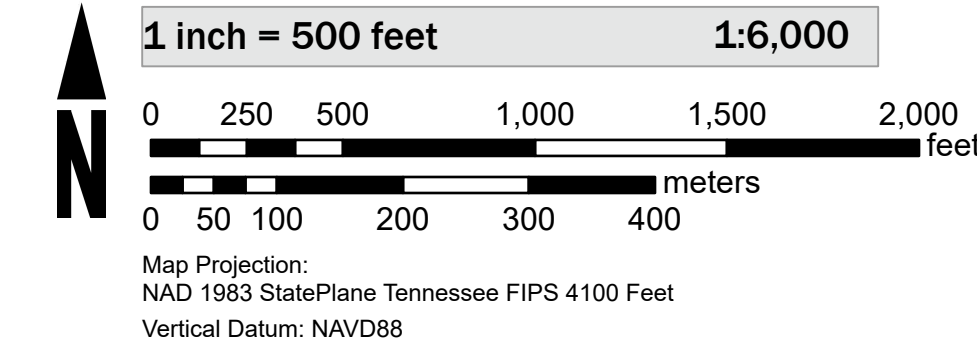 1 inch = 500 feet 1:6,000
0 250 500 1,000 1,500 2,000
feet
meters
0 50 100 200 300 400
N
Map Projection:
NAD 1983 StatePlane Tennessee FIPS 4100 Feet
Vertical Datum: NAVD88